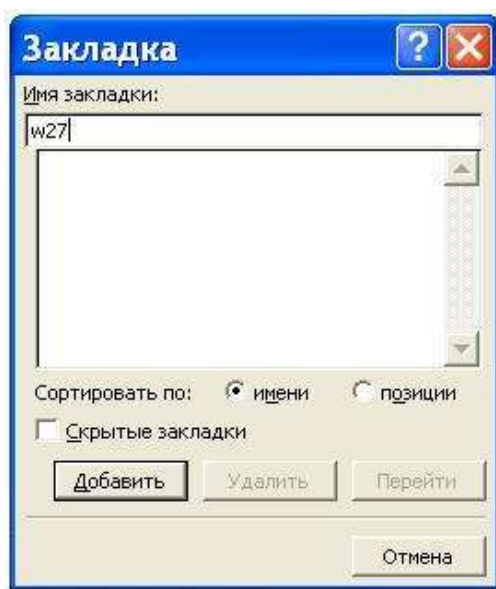 Закладка
Имя закладки:
w27
Сортировать по: имени позиции
Скрытые закладки
Добавить Удалить Перейти
Отмена